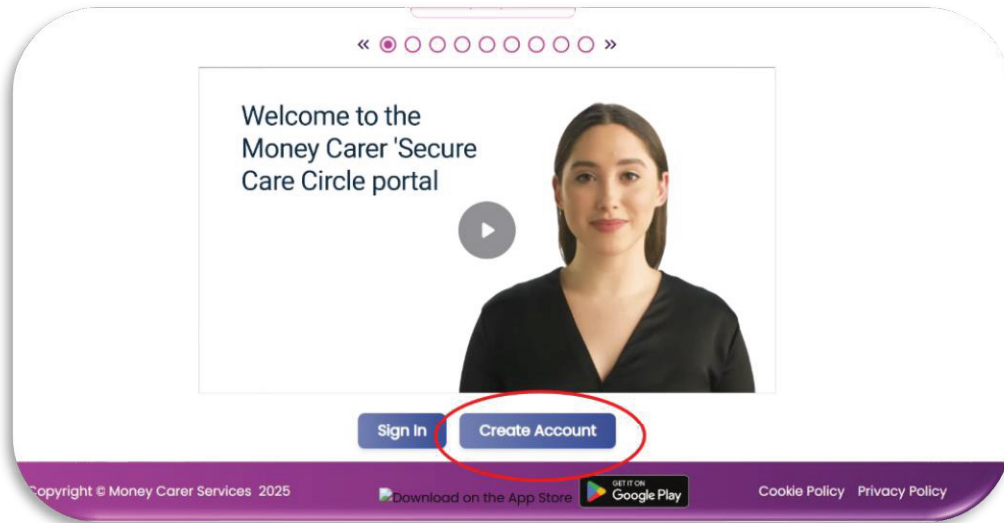 «
»
Welcome to the
Money Carer 'Secure
Care Circle portal
Sign In
Create Account
Copyright © Money Carer Services 2025
Download on the App Store
GET IT ON
Google Play
Cookie Policy
Privacy Policy